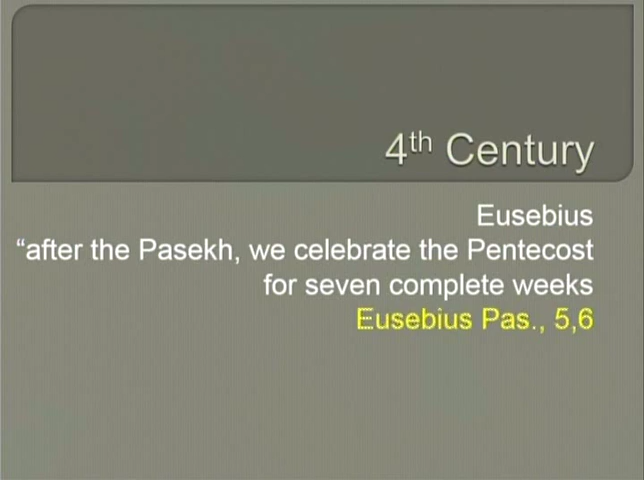 4th Century
Eusebius
“after the Pasekh, we celebrate the Pentecost
for seven complete weeks
Eusebius Pas., 5,6